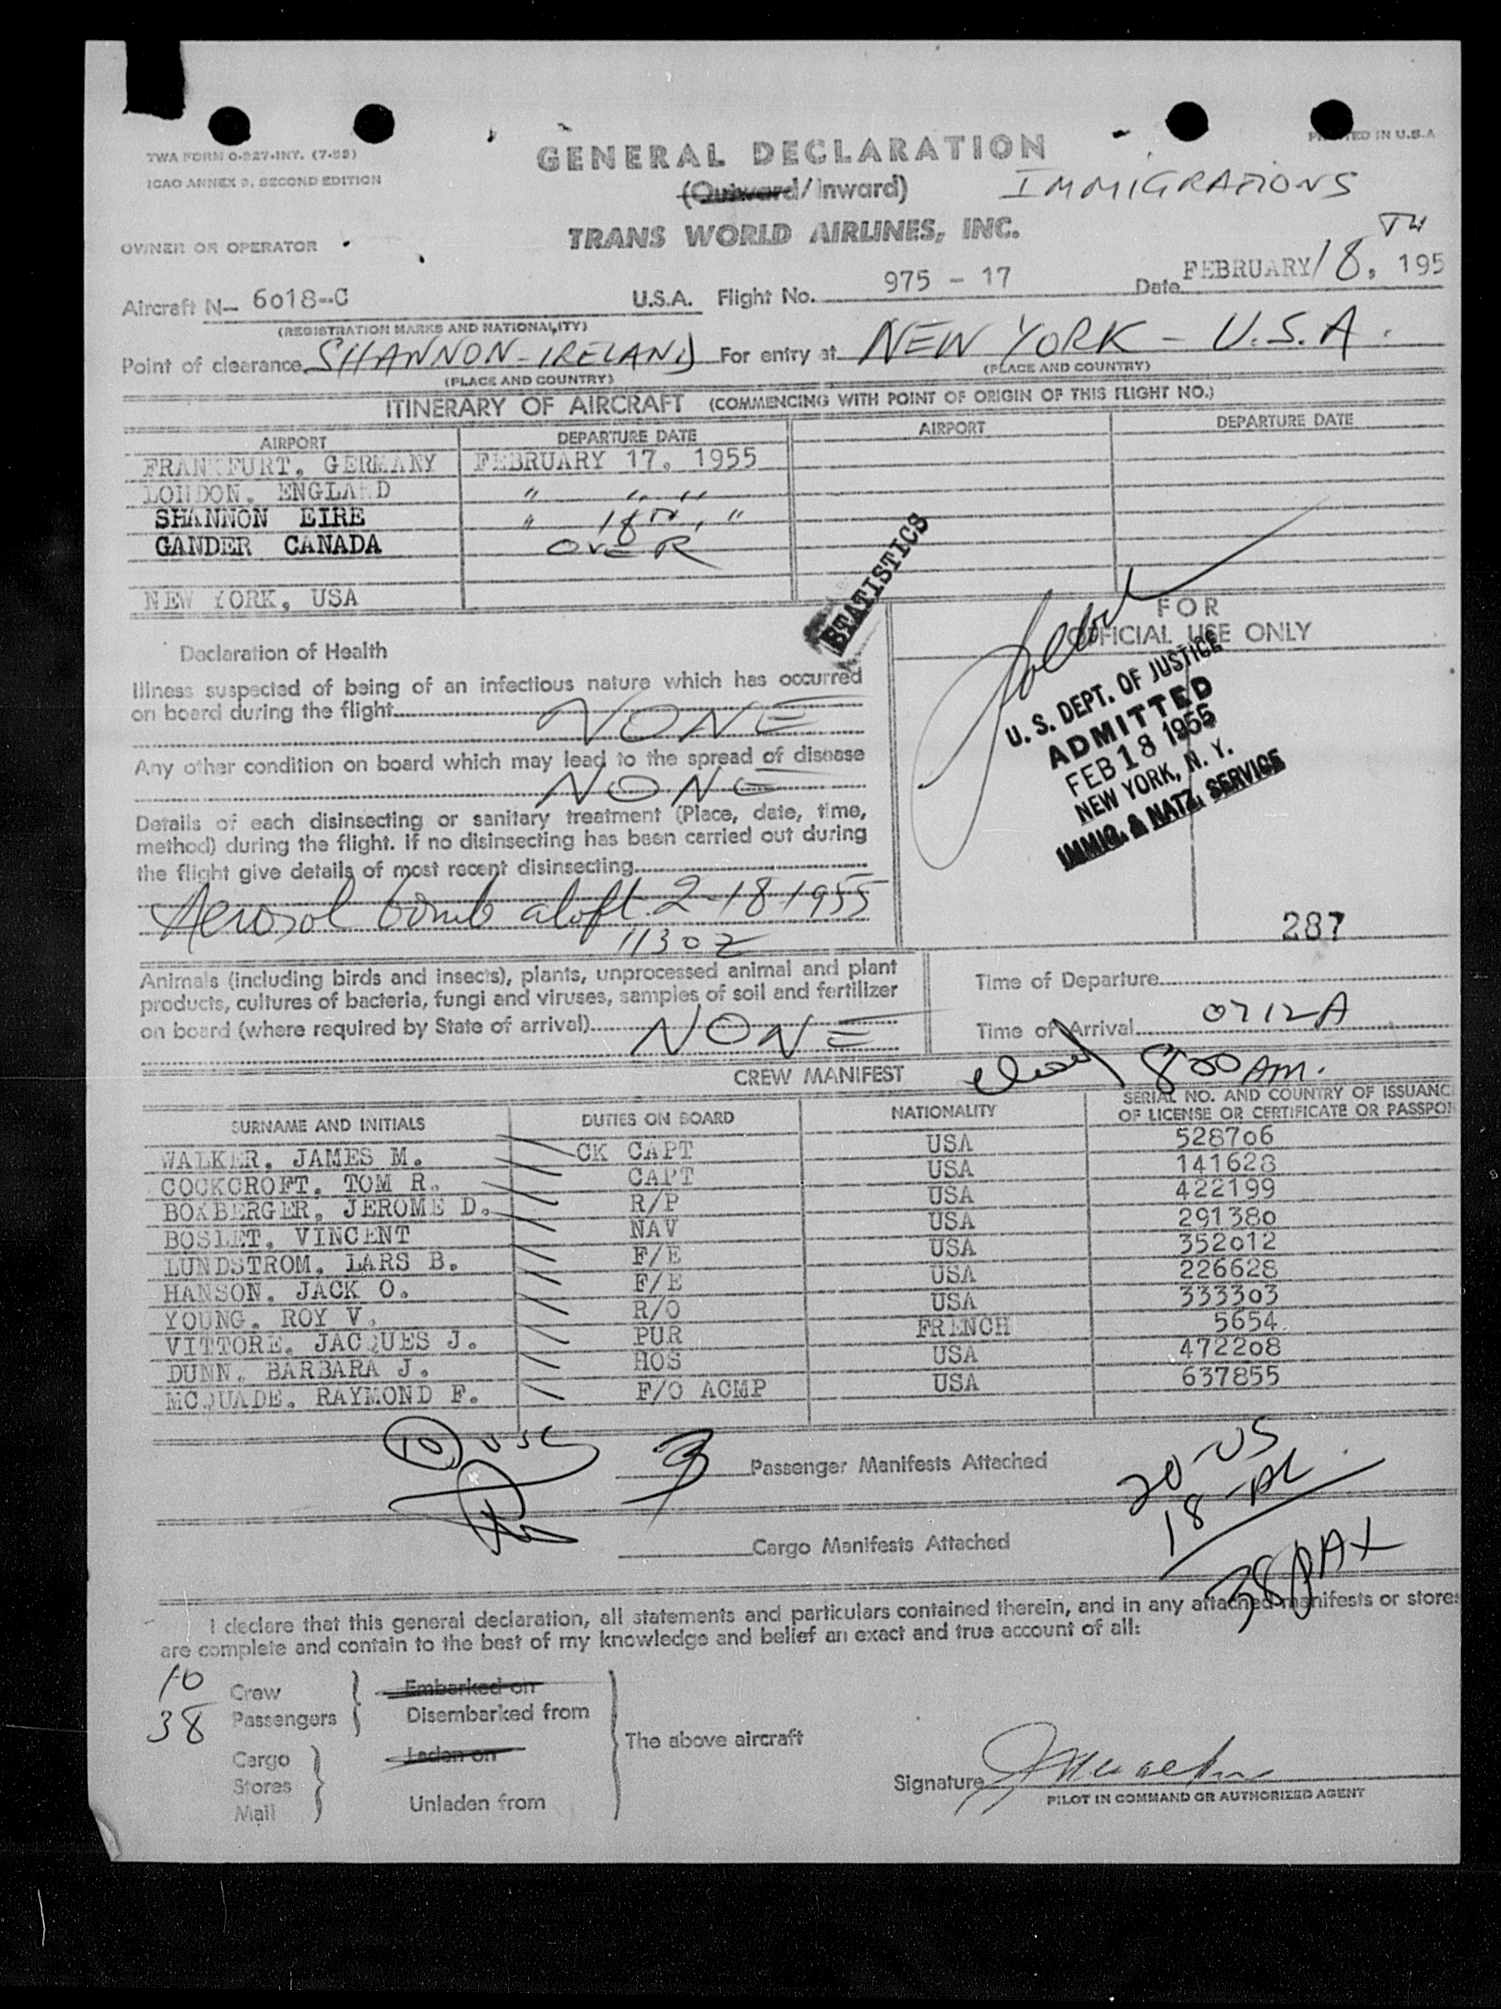 TWA FORM O-927-INT. (7-53)
ICAO ANNEX 9, SECOND EDITION
PRINTED IN U.S.A
GENERAL DECLARATION
(Outward/Inward)
IMMIGRATIONS
TRANS WORLD AIRLINES, INC.
OWNER OR OPERATOR
Aircraft N- 6018-C U.S.A. Flight No. 975 - 17 Date FEBRUARY 18TH, 195
(REGISTRATION MARKS AND NATIONALITY)
Point of clearance SHANNON-IRELAND For entry at NEW YORK - U.S.A.
(PLACE AND COUNTRY) (PLACE AND COUNTRY)
ITINERARY OF AIRCRAFT (COMMENCING WITH POINT OF ORIGIN OF THIS FLIGHT NO.)
AIRPORT DEPARTURE DATE AIRPORT DEPARTURE DATE
FRANKFURT, GERMANY FEBRUARY 17, 1955
LONDON, ENGLAND " " "
SHANNON EIRE " 18TH, "
GANDER CANADA OVER
NEW YORK, USA
STATISTICS
FOR
OFFICIAL USE ONLY
U. S. DEPT. OF JUSTICE
ADMITTED
FEB 18 1955
NEW YORK, N. Y.
IMMIG. & NATZ. SERVICE
287
Declaration of Health
Illness suspected of being of an infectious nature which has occurred
on board during the flight NONE
Any other condition on board which may lead to the spread of disease
NONE
Details of each disinsecting or sanitary treatment (Place, date, time,
method) during the flight. If no disinsecting has been carried out during
the flight give details of most recent disinsecting
Aerosol bomb aloft 2-18-1955
1130Z
Animals (including birds and insects), plants, unprocessed animal and plant
products, cultures of bacteria, fungi and viruses, samples of soil and fertilizer
on board (where required by State of arrival) NONE
Time of Departure
Time of Arrival 0712A
CREW MANIFEST
800 AM.
SURNAME AND INITIALS DUTIES ON BOARD NATIONALITY SERIAL NO. AND COUNTRY OF ISSUANC
OF LICENSE OR CERTIFICATE OR PASSPO
WALKER, JAMES M. CK CAPT USA 528706
COCKCROFT, TOM R. CAPT USA 141628
BOXBERGER, JEROME D. R/P USA 422199
BOSLET, VINCENT NAV USA 291380
LUNDSTROM, LARS B. F/E USA 352012
HANSON, JACK O. F/E USA 226628
YOUNG, ROY V. R/O USA 333303
VITTORE, JACQUES J. PUR FRENCH 5654
DUNN, BARBARA J. HOS USA 472208
MCQUADE, RAYMOND F. F/O ACMP USA 637855
10 USC
3 Passenger Manifests Attached
20-US
18-AL
38 PAX
Cargo Manifests Attached
I declare that this general declaration, all statements and particulars contained therein, and in any attached manifests or stores
are complete and contain to the best of my knowledge and belief an exact and true account of all:
10 Crew Embarked on
38 Passengers Disembarked from
The above aircraft
Cargo Laden on
Stores
Mail Unladen from
Signature
PILOT IN COMMAND OR AUTHORIZED AGENT